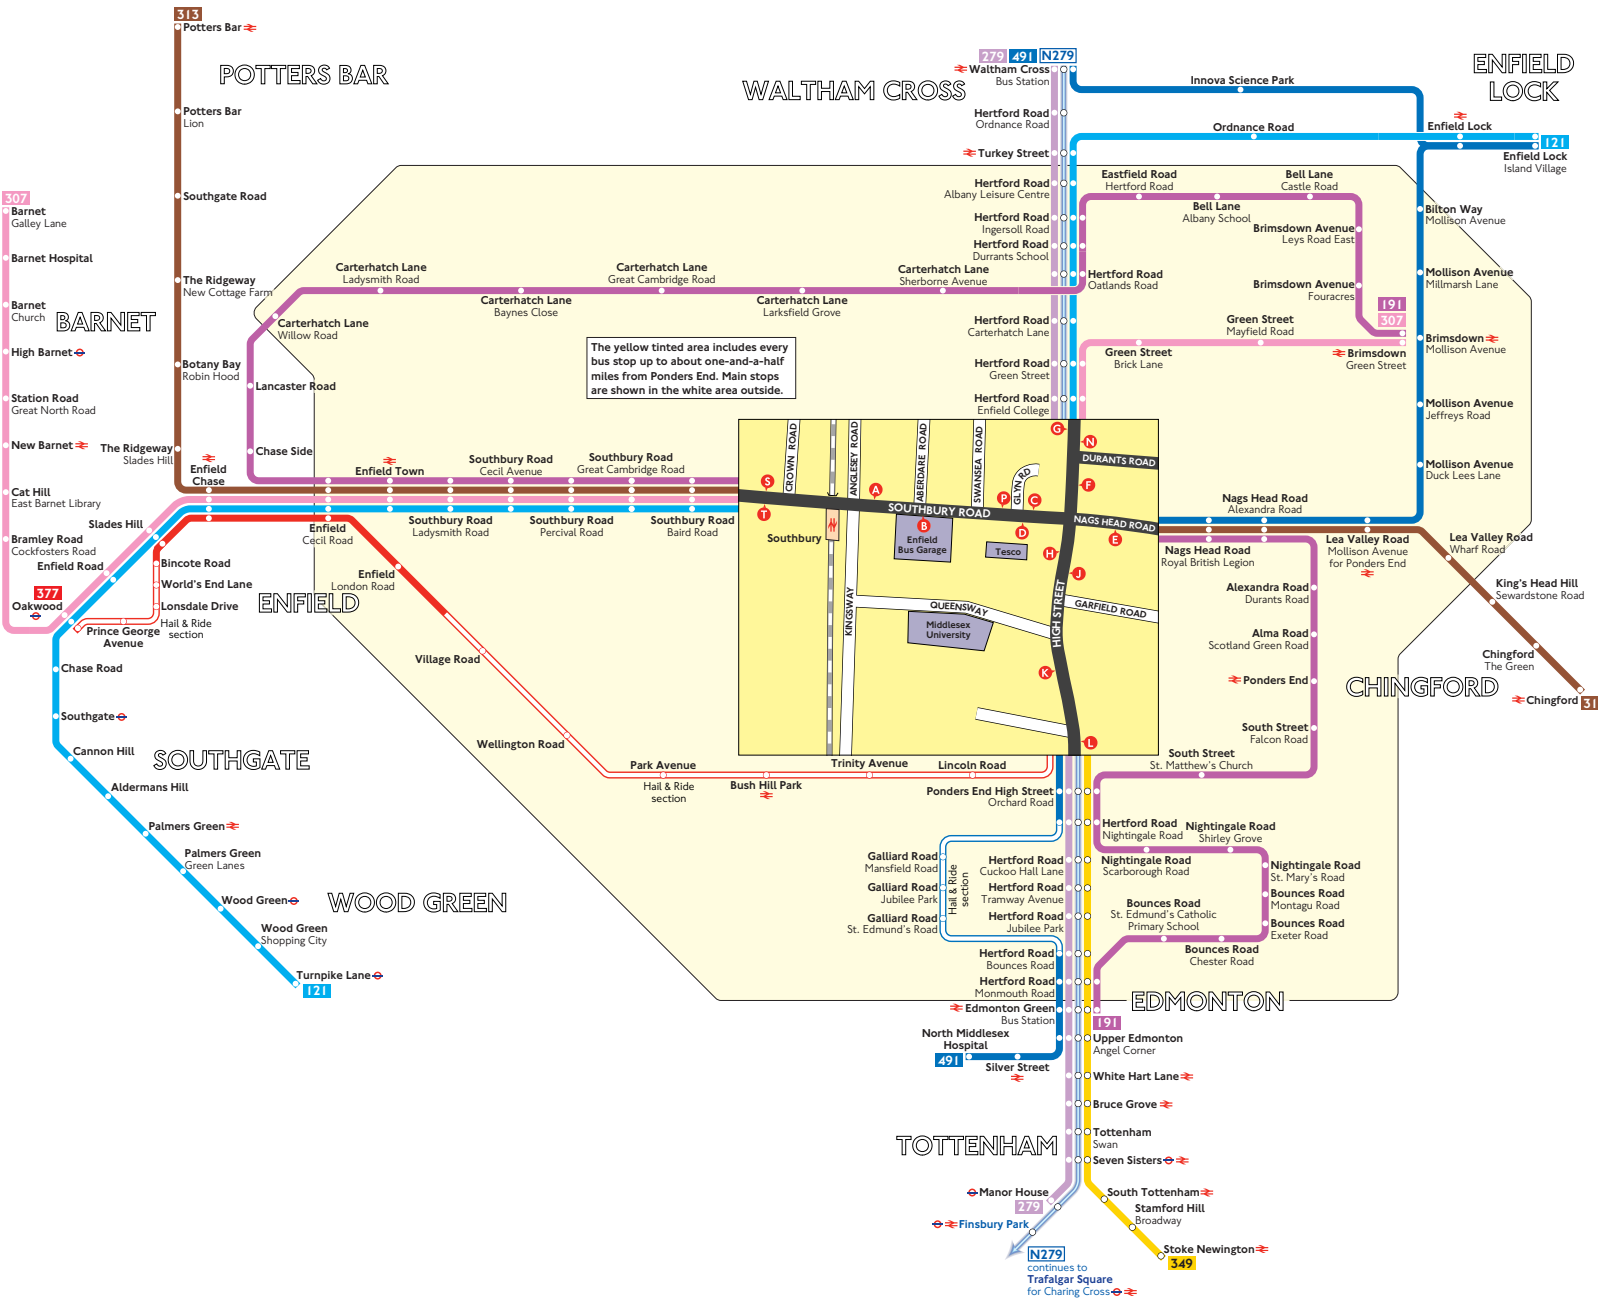 313
Potters Bar
POTTERS BAR
Potters Bar
Lion
Southgate Road
The Ridgeway
New Cottage Farm
Botany Bay
Robin Hood
The Ridgeway
Slades Hill
Enfield
Chase
307
Barnet
Galley Lane
Barnet Hospital
Barnet
Church
BARNET
High Barnet
Station Road
Great North Road
New Barnet
Cat Hill
East Barnet Library
Bramley Road
Cockfosters Road
Slades Hill
Enfield Road
377
Oakwood
Bincote Road
World's End Lane
Lonsdale Drive
Hail & Ride
section
Prince George
Avenue
ENFIELD
Chase Road
Southgate
Cannon Hill
SOUTHGATE
Aldermans Hill
Palmers Green
Palmers Green
Green Lanes
Wood Green
WOOD GREEN
Wood Green
Shopping City
Turnpike Lane
121
Carterhatch Lane
Ladysmith Road
Carterhatch Lane
Baynes Close
Carterhatch Lane
Great Cambridge Road
Carterhatch Lane
Larksfield Grove
Carterhatch Lane
Sherborne Avenue
Carterhatch Lane
Willow Road
Lancaster Road
Chase Side
The yellow tinted area includes every
bus stop up to about one-and-a-half
miles from Ponders End. Main stops
are shown in the white area outside.
Enfield Town
Southbury Road
Cecil Avenue
Southbury Road
Great Cambridge Road
Enfield
Cecil Road
Southbury Road
Ladysmith Road
Southbury Road
Percival Road
Southbury Road
Baird Road
Enfield
London Road
Village Road
Wellington Road
Park Avenue
Hail & Ride
section
Bush Hill Park
Trinity Avenue
Lincoln Road
279
491
N279
Waltham Cross
Bus Station
WALTHAM CROSS
Hertford Road
Ordnance Road
Turkey Street
Hertford Road
Albany Leisure Centre
Hertford Road
Ingersoll Road
Hertford Road
Durrants School
Hertford Road
Oatlands Road
Hertford Road
Carterhatch Lane
Hertford Road
Green Street
Hertford Road
Enfield College
Innova Science Park
ENFIELD
LOCK
Ordnance Road
Enfield Lock
121
Enfield Lock
Island Village
Eastfield Road
Hertford Road
Bell Lane
Albany School
Bell Lane
Castle Road
Brimsdown Avenue
Leys Road East
Brimsdown Avenue
Fouracres
191
307
Green Street
Mayfield Road
Green Street
Brick Lane
Brimsdown
Green Street
Bilton Way
Mollison Avenue
Mollison Avenue
Millmarsh Lane
Brimsdown
Mollison Avenue
Mollison Avenue
Jeffreys Road
Mollison Avenue
Duck Lees Lane
CROWN ROAD
ANGLESEY ROAD
ABERDARE ROAD
SWANSEA ROAD
GLYN RD
DURANTS ROAD
SOUTHBURY ROAD
NAGS HEAD ROAD
Southbury
Enfield
Bus Garage
Tesco
KINGSWAY
QUEENSWAY
GARFIELD ROAD
HIGH STREET
Middlesex
University
S
T
A
B
P
C
D
G
N
F
E
H
J
K
L
Nags Head Road
Alexandra Road
Nags Head Road
Royal British Legion
Lea Valley Road
Mollison Avenue
for Ponders End
Lea Valley Road
Wharf Road
King's Head Hill
Sewardstone Road
Chingford
The Green
CHINGFORD
Chingford
31
Alexandra Road
Durants Road
Alma Road
Scotland Green Road
Ponders End
South Street
Falcon Road
South Street
St. Matthew's Church
Ponders End High Street
Orchard Road
Hertford Road
Nightingale Road
Nightingale Road
Shirley Grove
Nightingale Road
Scarborough Road
Nightingale Road
St. Mary's Road
Bounces Road
Montagu Road
Bounces Road
Exeter Road
Bounces Road
St. Edmund's Catholic
Primary School
Bounces Road
Chester Road
Galliard Road
Mansfield Road
Galliard Road
Jubilee Park
Galliard Road
St. Edmund's Road
Hail & Ride
section
Hertford Road
Cuckoo Hall Lane
Hertford Road
Tramway Avenue
Hertford Road
Jubilee Park
Hertford Road
Bounces Road
Hertford Road
Monmouth Road
EDMONTON
Edmonton Green
Bus Station
191
North Middlesex
Hospital
491
Silver Street
Upper Edmonton
Angel Corner
White Hart Lane
Bruce Grove
TOTTENHAM
Tottenham
Swan
Seven Sisters
Manor House
279
Finsbury Park
South Tottenham
Stamford Hill
Broadway
Stoke Newington
349
N279
continues to
Trafalgar Square
for Charing Cross